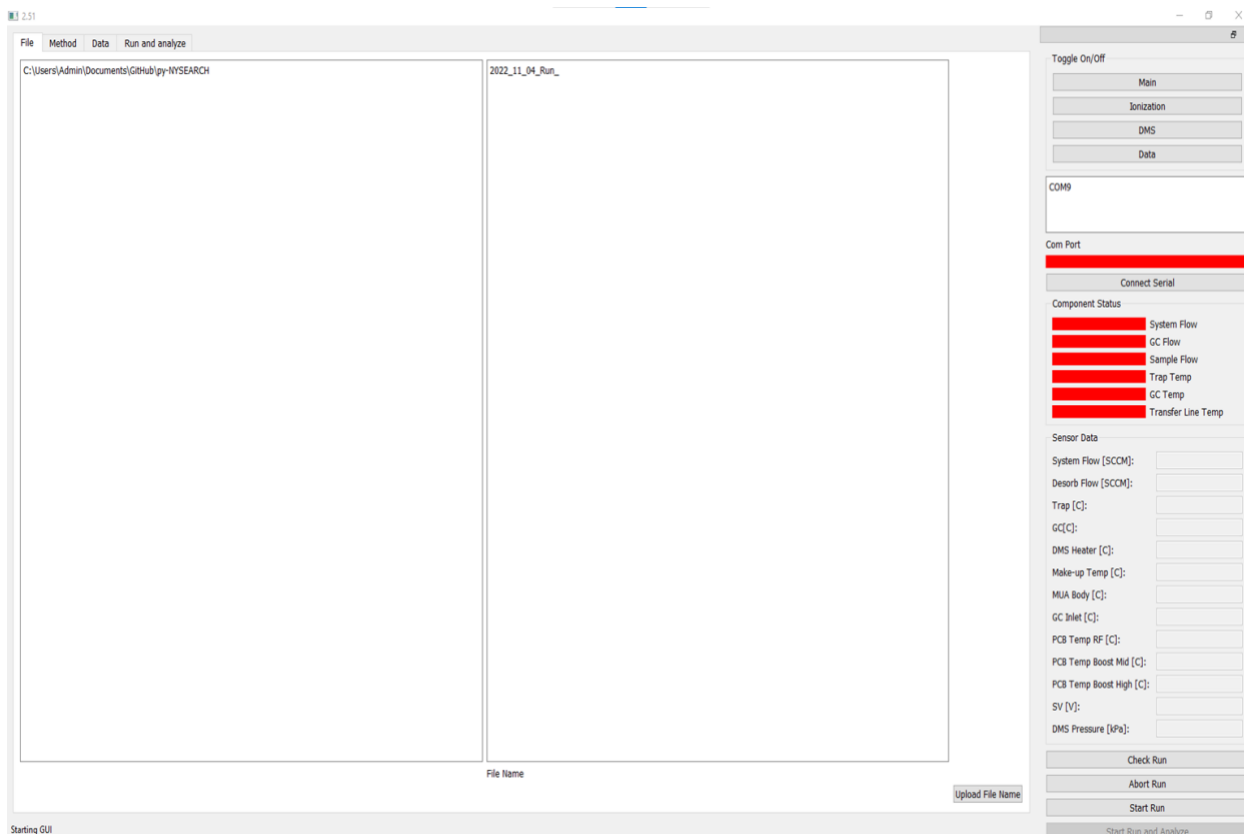 2.51
File Method Data Run and analyze
C:\Users\Admin\Documents\GitHub\py-NYSEARCH
2022_11_04_Run_
File Name
Upload File Name
Toggle On/Off
Main
Ionization
DMS
Data
COM9
Com Port
Connect Serial
Component Status
System Flow
GC Flow
Sample Flow
Trap Temp
GC Temp
Transfer Line Temp
Sensor Data
System Flow [SCCM]:
Desorb Flow [SCCM]:
Trap [C]:
GC[C]:
DMS Heater [C]:
Make-up Temp [C]:
MUA Body [C]:
GC Inlet [C]:
PCB Temp RF [C]:
PCB Temp Boost Mid [C]:
PCB Temp Boost High [C]:
SV [V]:
DMS Pressure [kPa]:
Check Run
Abort Run
Start Run
Start Run and Analyze
Starting GUI